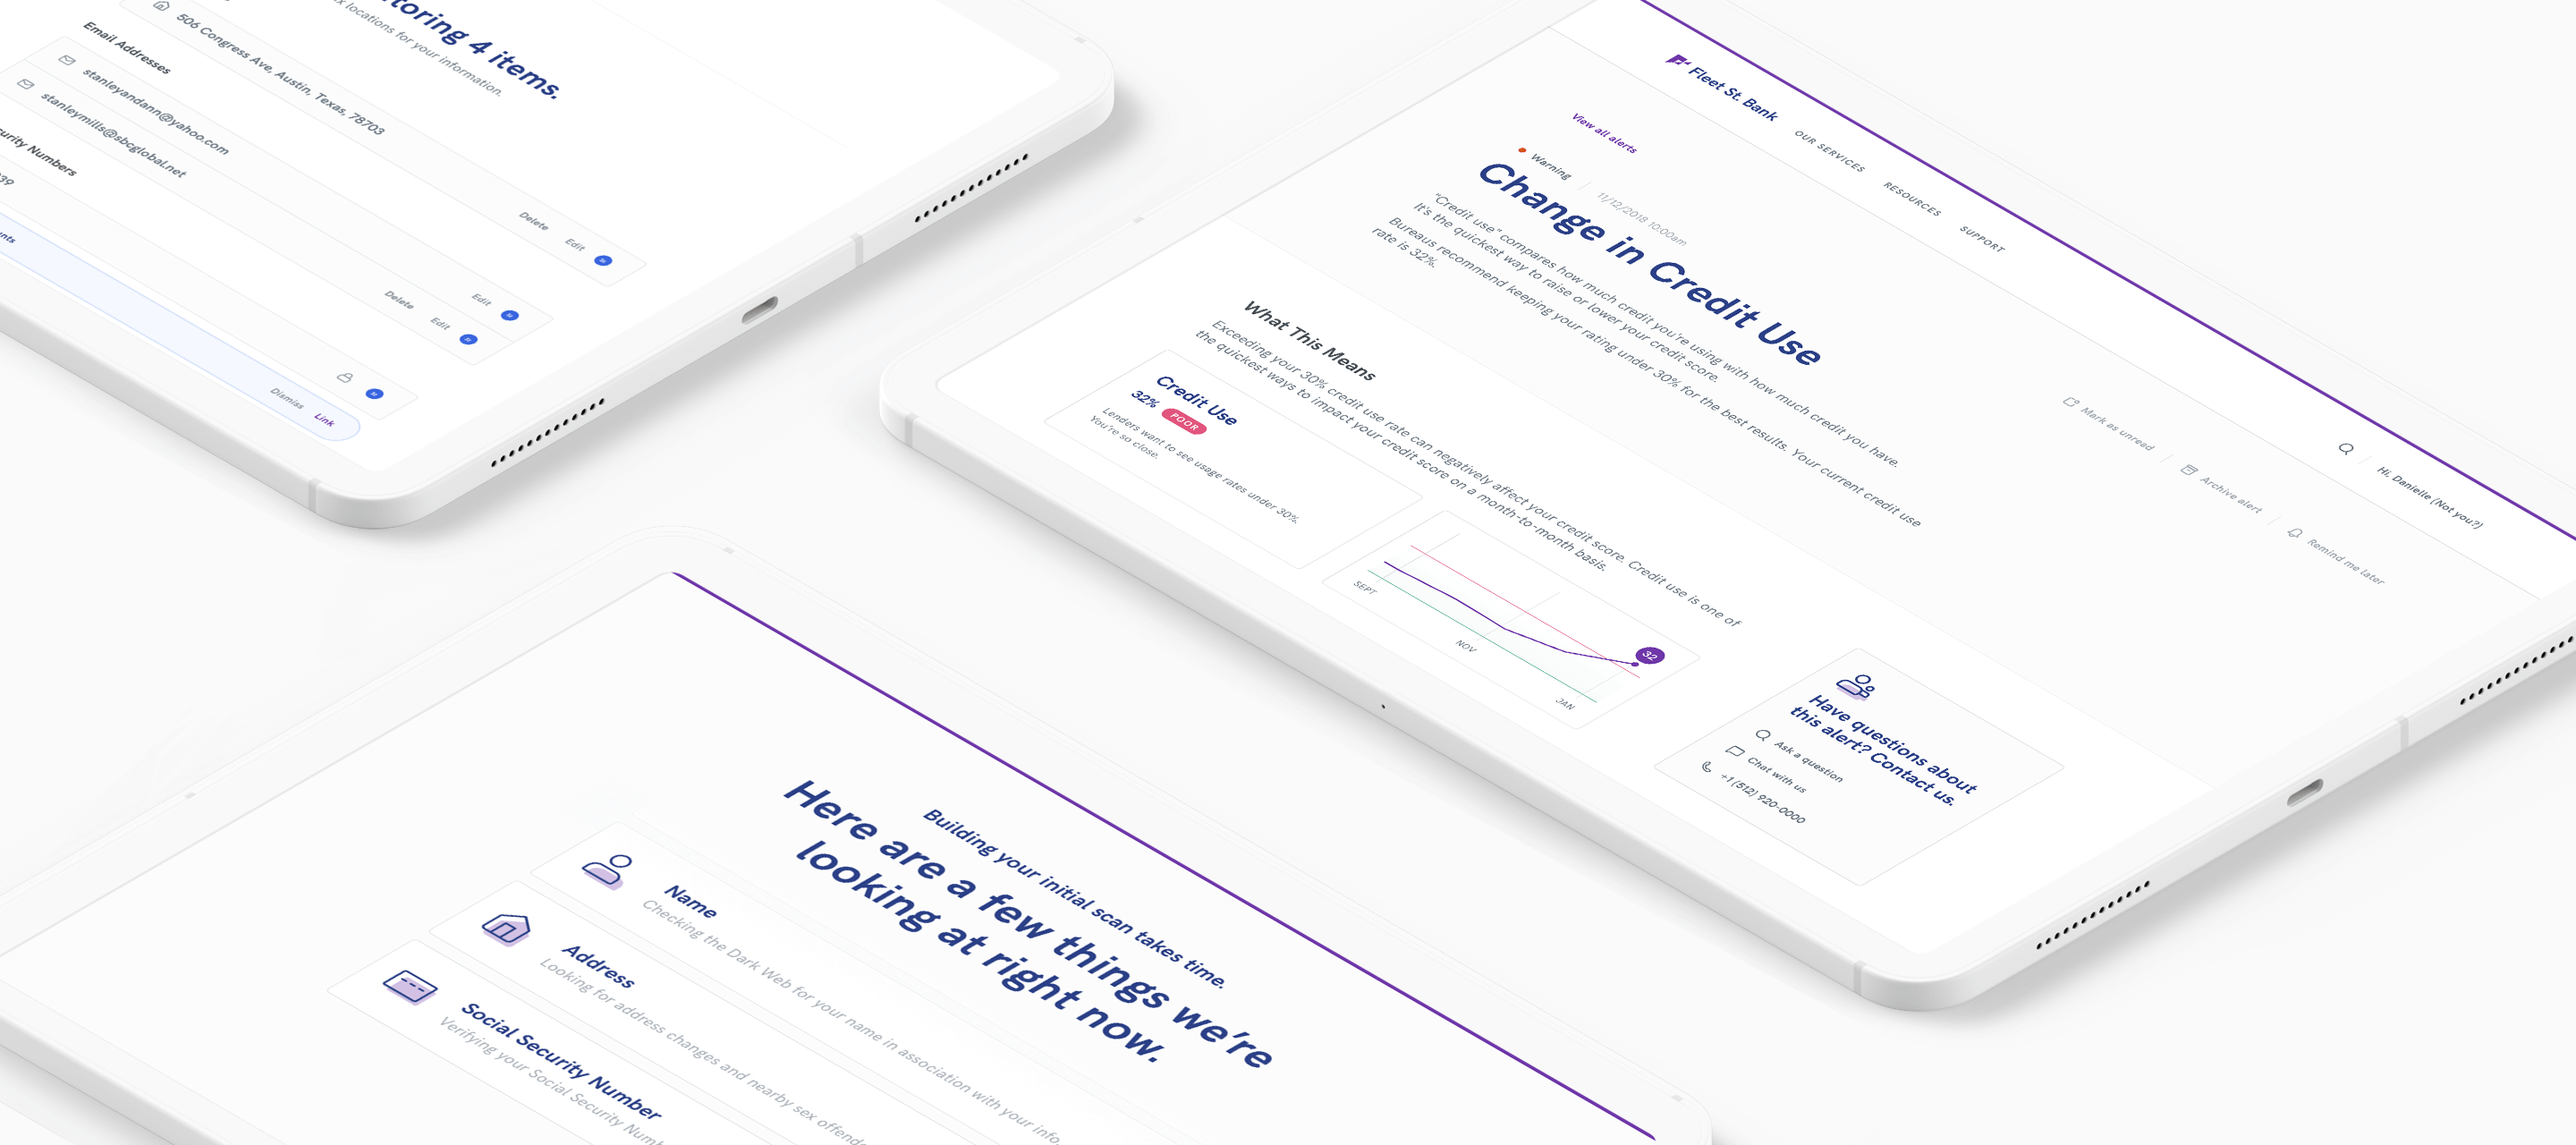 4 items.
locations for your information.
506 Congress Ave, Austin, Texas, 78703
Delete
Edit
Email Addresses
stanleyandann@yahoo.com
Edit
stanleymills@sbcglobal.net
Delete
Edit
Numbers
Dismiss
Link
Fleet St. Bank
OUR SERVICES
RESOURCES
SUPPORT
Hi, Danielle (Not you?)
View all alerts
Mark as unread
Archive alert
Remind me later
Warning
11/12/2018 10:00am
Change in Credit Use
"Credit use" compares how much credit you're using with how much credit you have.
It's the quickest way to raise or lower your credit score.
Bureaus recommend keeping your rating under 30% for the best results. Your current credit use
rate is 32%.
What This Means
Exceeding your 30% credit use rate can negatively affect your credit score. Credit use is one of
the quickest ways to impact your credit score on a month-to-month basis.
Credit Use
32%
POOR
Lenders want to see usage rates under 30%.
You're so close.
32
SEPT
NOV
JAN
Have questions about
this alert? Contact us.
Ask a question
Chat with us
+1 (512) 920-0000
Building your initial scan takes time.
Here are a few things we're
looking at right now.
Name
Checking the Dark Web for your name in association with your info.
Address
Looking for address changes and nearby sex
Social Security Number
Verifying your Social Security